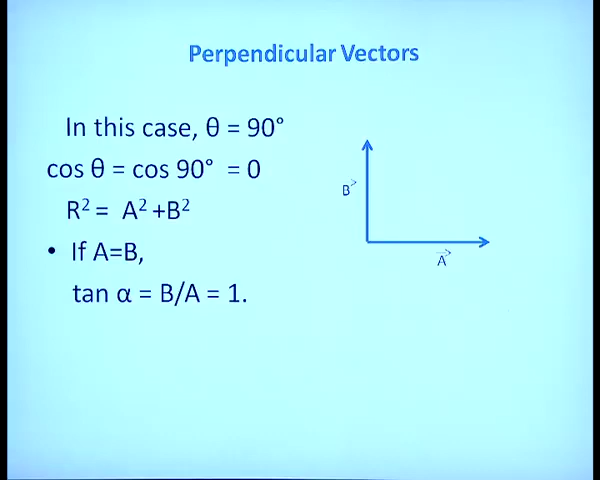 Perpendicular Vectors
In this case, θ = 90°
cos θ = cos 90° = 0
R² = A² +B²
• If A=B,
tan α = B/A = 1.
B
A